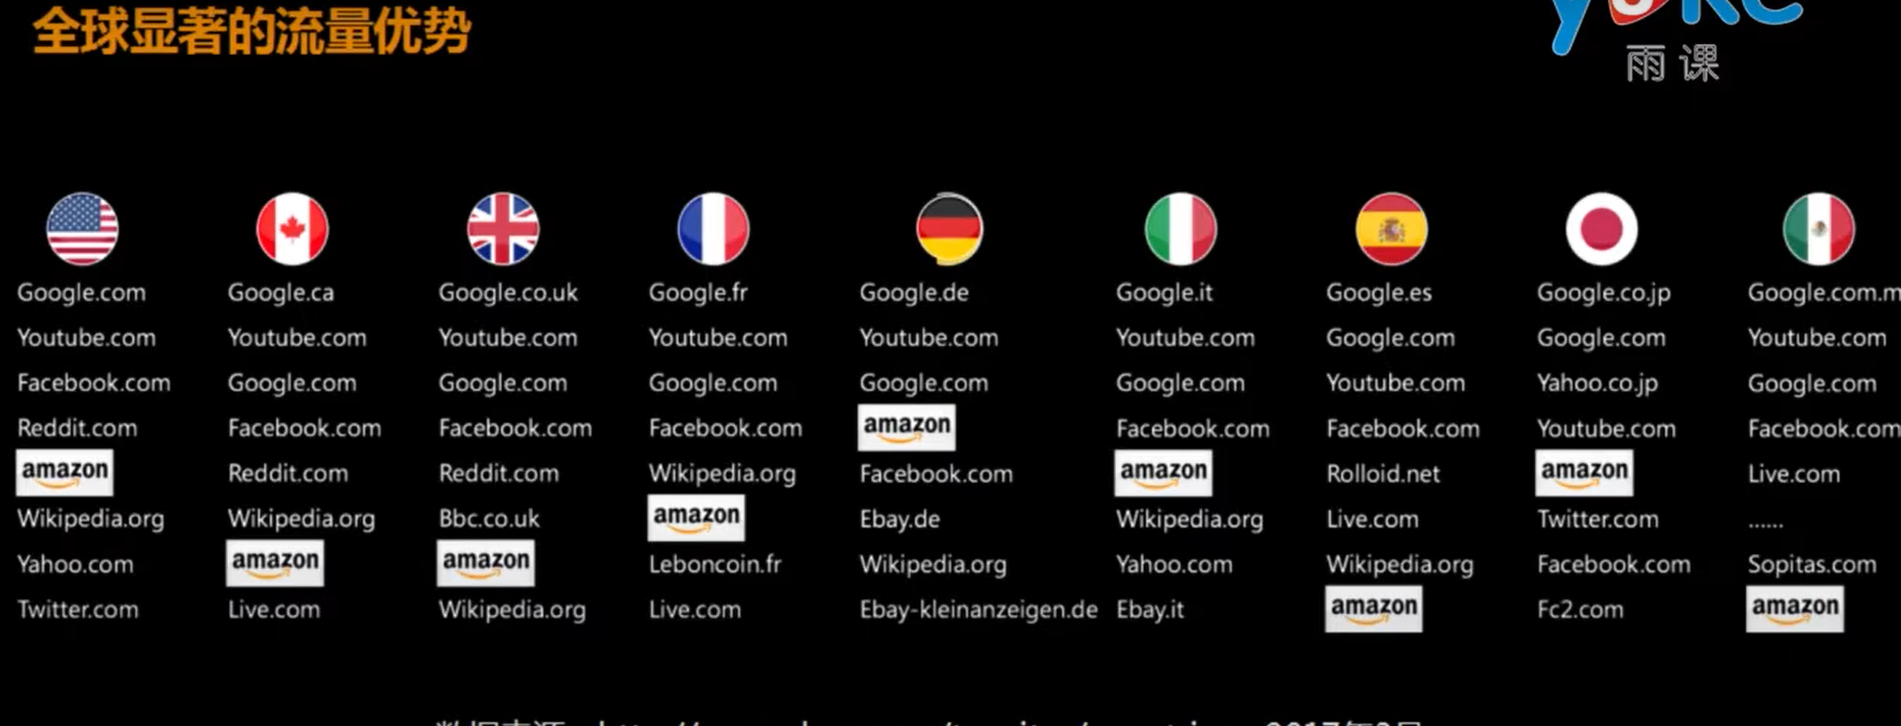 全球显著的流量优势
yuke
雨课
Google.com
Youtube.com
Facebook.com
Reddit.com
amazon
Wikipedia.org
Yahoo.com
Twitter.com
Google.ca
Youtube.com
Google.com
Facebook.com
Reddit.com
Wikipedia.org
amazon
Live.com
Google.co.uk
Youtube.com
Google.com
Facebook.com
Reddit.com
Bbc.co.uk
amazon
Wikipedia.org
Google.fr
Youtube.com
Google.com
Facebook.com
Wikipedia.org
amazon
Leboncoin.fr
Live.com
Google.de
Youtube.com
Google.com
amazon
Facebook.com
Ebay.de
Wikipedia.org
Ebay-kleinanzeigen.de
Google.it
Youtube.com
Google.com
Facebook.com
amazon
Wikipedia.org
Yahoo.com
Ebay.it
Google.es
Google.com
Youtube.com
Facebook.com
Rolloid.net
Live.com
Wikipedia.org
amazon
Google.co.jp
Google.com
Yahoo.co.jp
Youtube.com
amazon
Twitter.com
Facebook.com
Fc2.com
Google.com.m
Youtube.com
Google.com
Facebook.com
Live.com
......
Sopitas.com
amazon